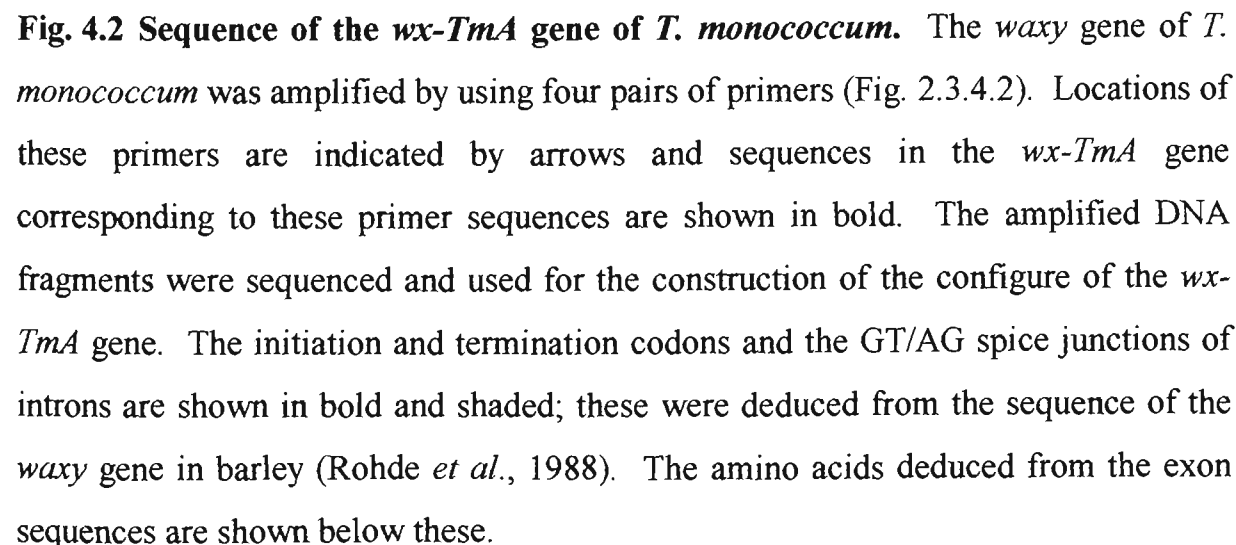 Fig. 4.2 Sequence of the wx-TmA gene of T. monococcum. The waxy gene of T.
monococcum was amplified by using four pairs of primers (Fig. 2.3.4.2). Locations of
these primers are indicated by arrows and sequences in the wx-TmA gene
corresponding to these primer sequences are shown in bold. The amplified DNA
fragments were sequenced and used for the construction of the configure of the wx-
TmA gene. The initiation and termination codons and the GT/AG spice junctions of
introns are shown in bold and shaded; these were deduced from the sequence of the
waxy gene in barley (Rohde et al., 1988). The amino acids deduced from the exon
sequences are shown below these.